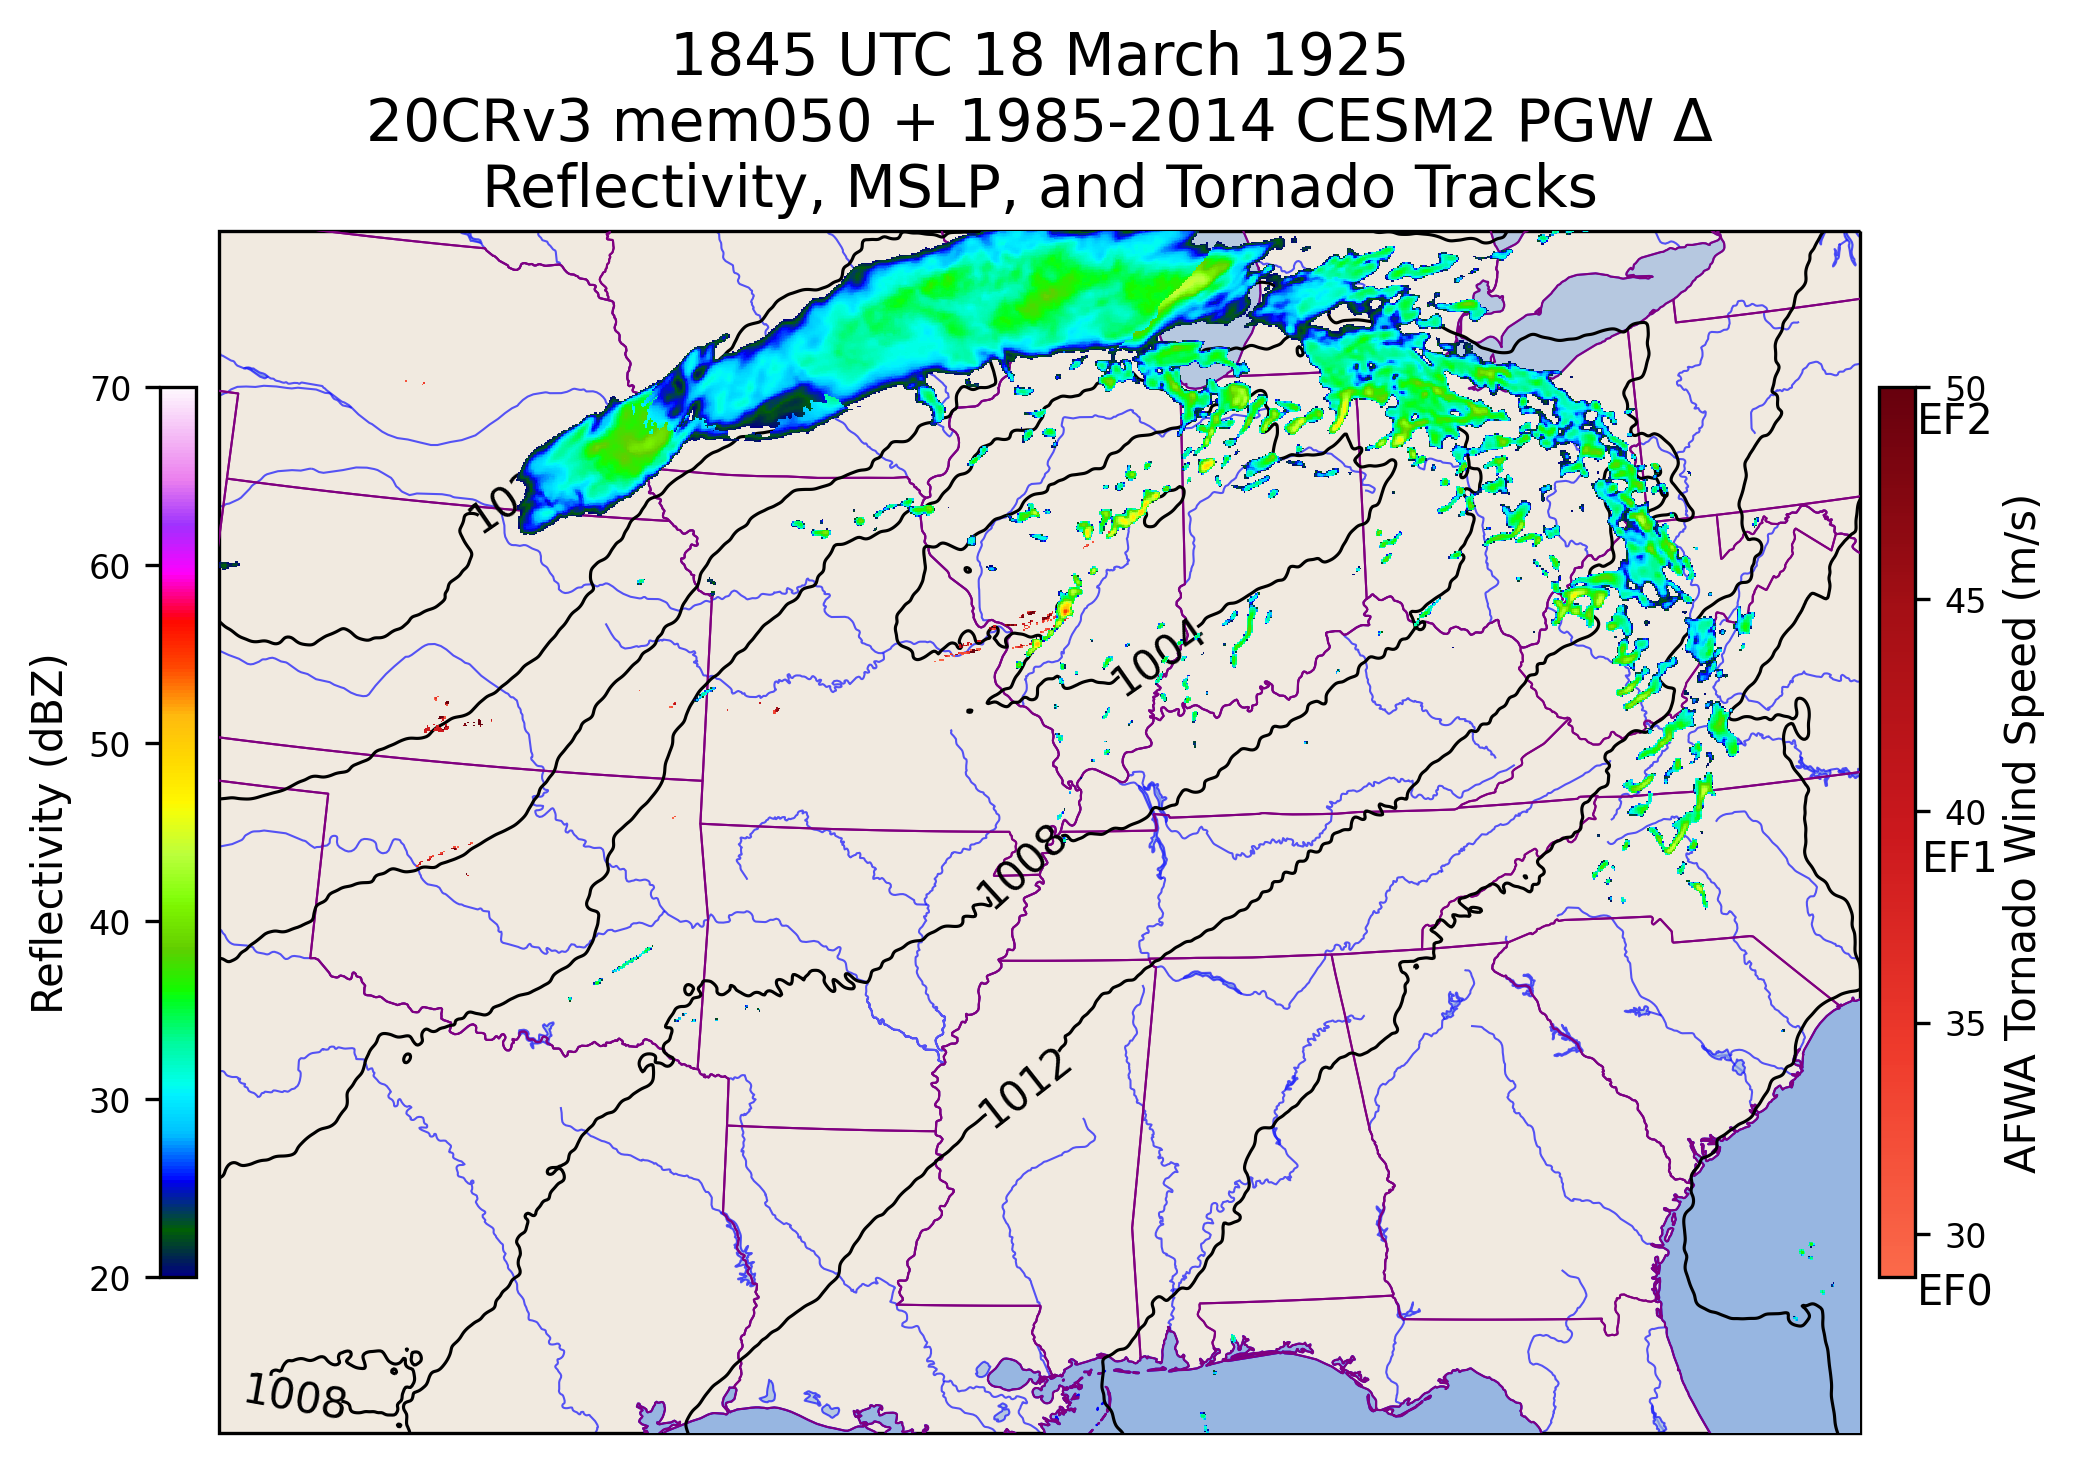 1845 UTC 18 March 1925
20CRv3 mem050 + 1985-2014 CESM2 PGW Δ
Reflectivity, MSLP, and Tornado Tracks
Reflectivity (dBZ)
70
60
50
40
30
20
1004
1008
1012
1008
50
EF2
45
40
EF1
35
30
EF0
AFWA Tornado Wind Speed (m/s)